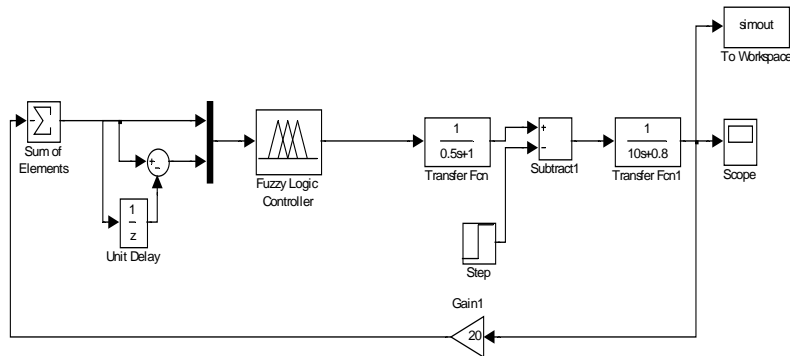 simout
To Workspace
Sum of
Elements
1
z
Unit Delay
Fuzzy Logic
Controller
1
0.5s+1
Transfer Fcn
Step
Subtract1
1
10s+0.8
Transfer Fcn1
Scope
Gain1
20